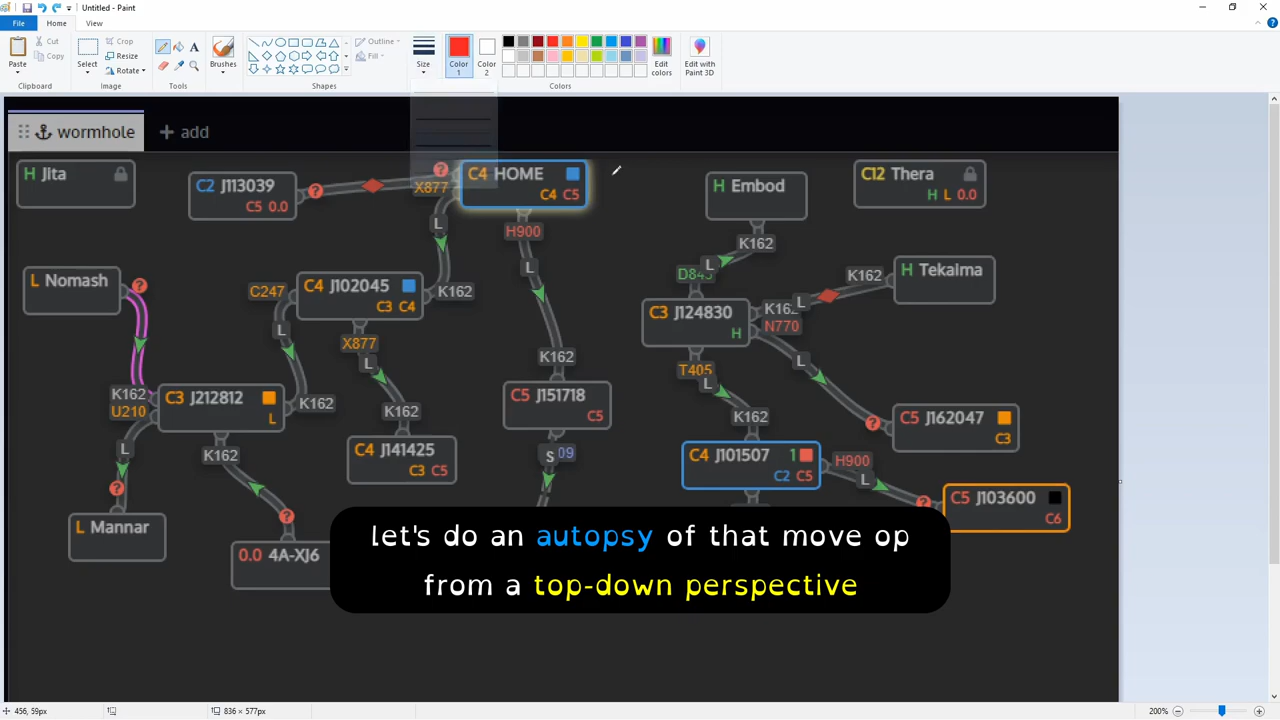 Untitled - Paint
File
Home
View
Paste
Cut
Copy
Clipboard
Select
Crop
Resize
Rotate
Image
A
Tools
Brushes
Outline
Fill
Shapes
Size
Color 1
Color 2
Edit colors
Colors
Edit with Paint 3D
wormhole
+ add
H Jita
C2 J113039
C5 0.0
?
?
X877
C4 HOME
C4 C5
H Embod
C12 Thera
H L 0.0
L
H900
K162
L Nomash
?
L
D845
L
K162
H Tekaima
C247
C4 J102045
C3 C4
K162
L
C3 J124830
H
K162
N770
L
L
X877
L
K162
T405
L
L
K162
U210
C3 J212812
L
K162
K162
C5 J151718
C5
K162
C5 J162047
C3
?
L
K162
C4 J141425
C3 C5
S 09
C4 J101507 1
C2 C5
H900
L
?
C5 J103600
C6
?
L Mannar
?
0.0 4A-XJ6
let's do an autopsy of that move op
from a top-down perspective
456, 59px
836 × 577px
200%